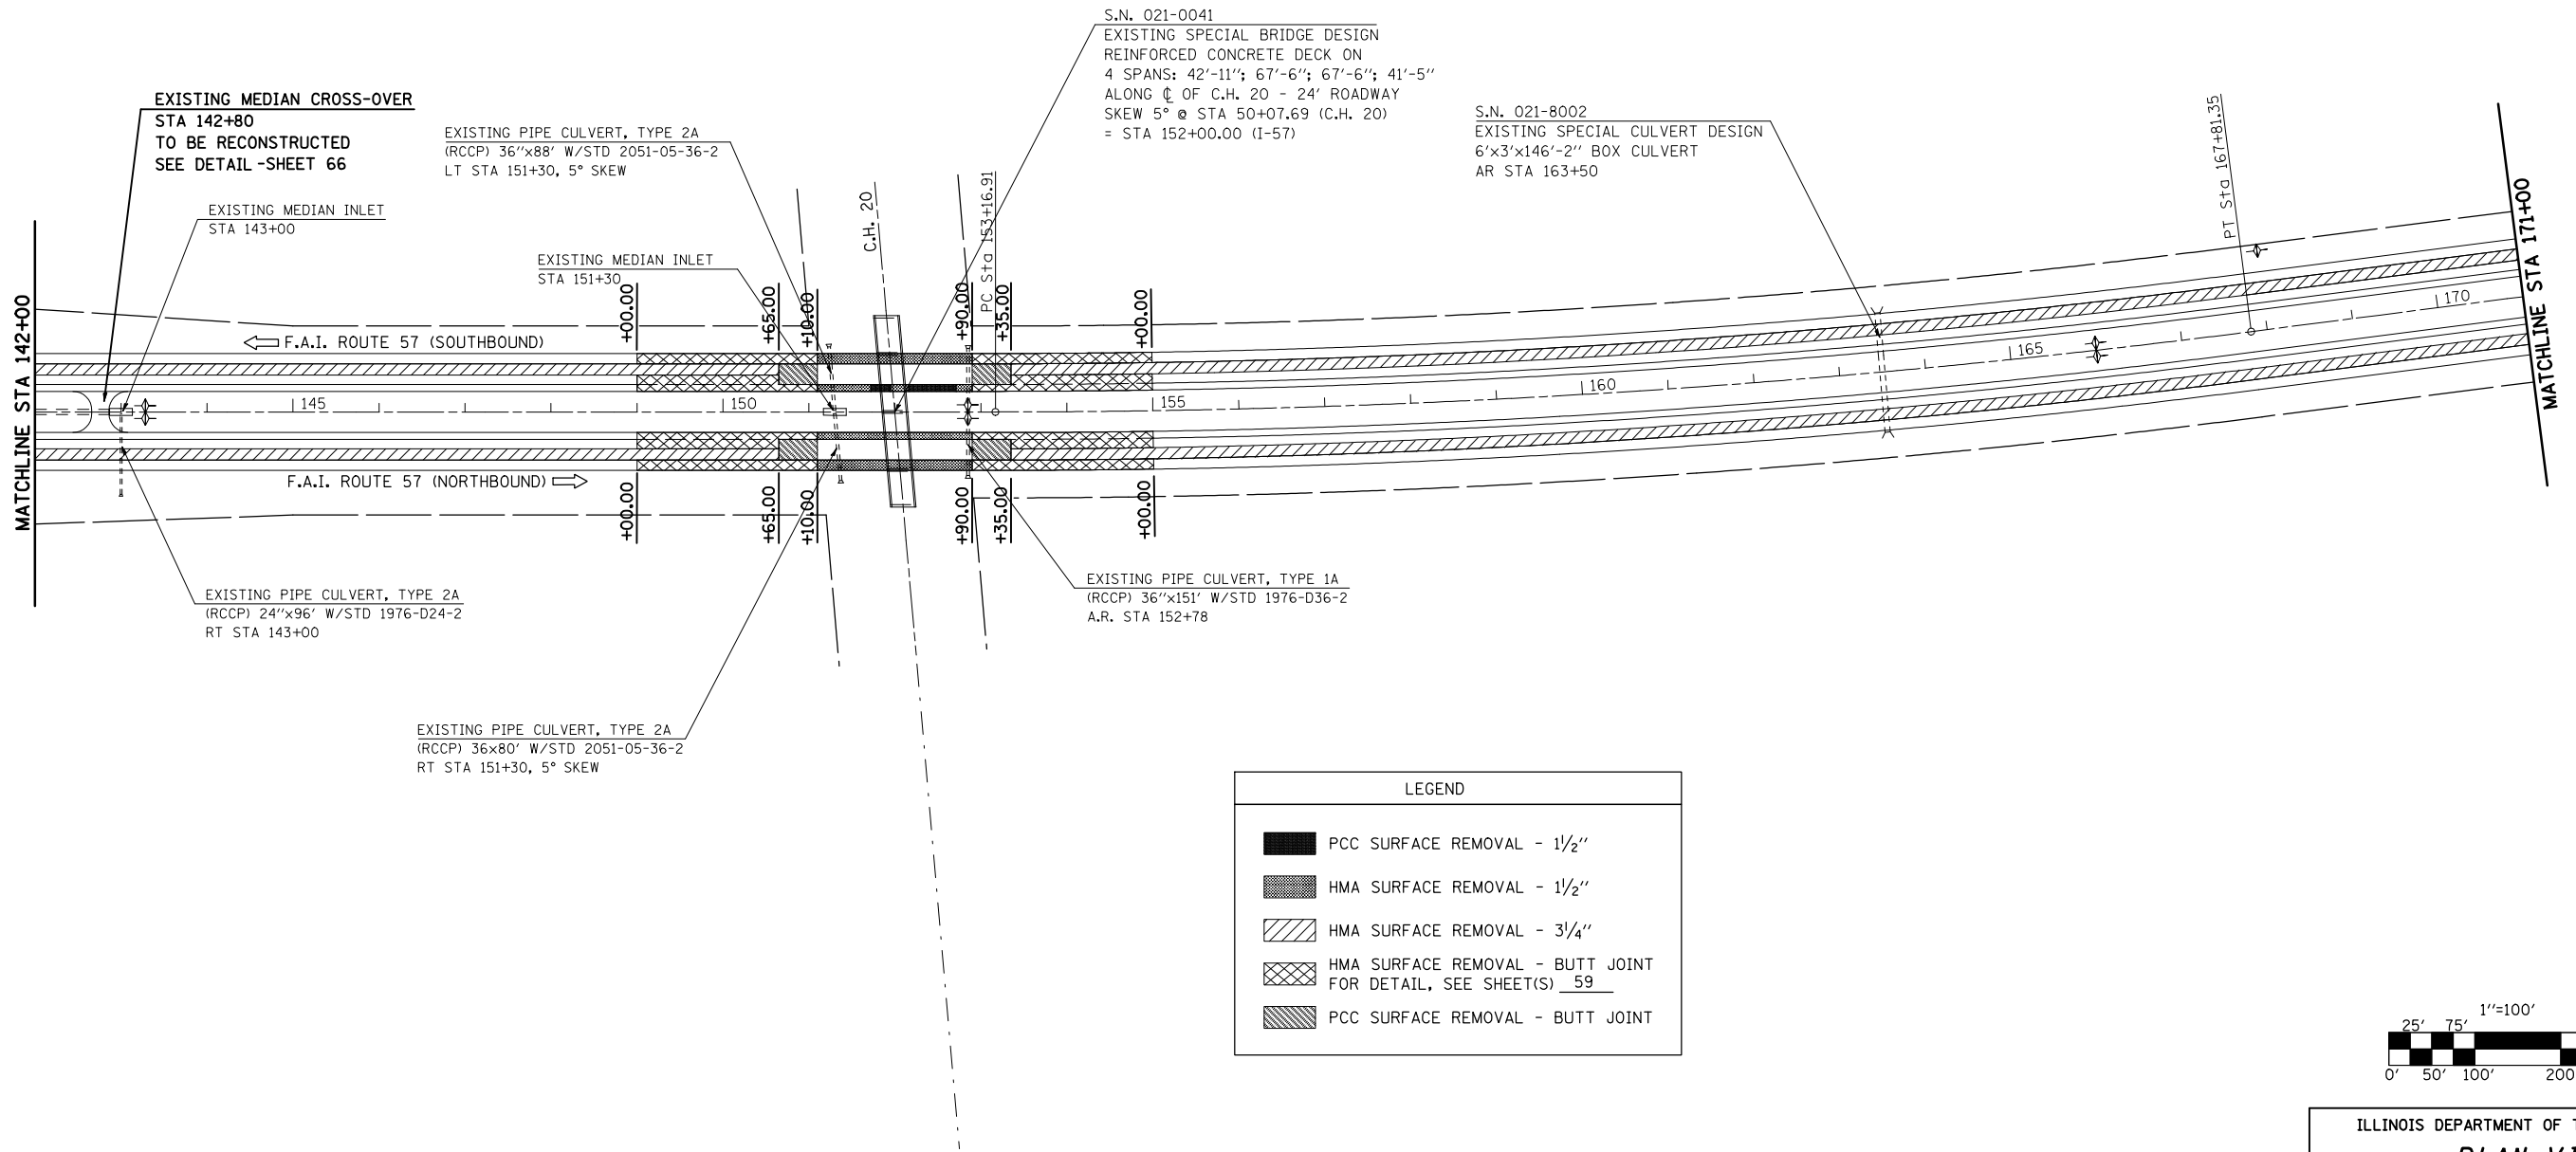 S.N. 021-0041
EXISTING SPECIAL BRIDGE DESIGN
REINFORCED CONCRETE DECK ON
4 SPANS: 42'-11"; 67'-6"; 67'-6"; 41'-5"
ALONG ℄ OF C.H. 20 - 24' ROADWAY
SKEW 5° @ STA 50+07.69 (C.H. 20)
= STA 152+00.00 (I-57)
EXISTING MEDIAN CROSS-OVER
STA 142+80
TO BE RECONSTRUCTED
SEE DETAIL -SHEET 66
EXISTING PIPE CULVERT, TYPE 2A
(RCCP) 36"x88' W/STD 2051-05-36-2
LT STA 151+30, 5° SKEW
S.N. 021-8002
EXISTING SPECIAL CULVERT DESIGN
6'x3'x146'-2" BOX CULVERT
AR STA 163+50
EXISTING MEDIAN INLET
STA 143+00
EXISTING MEDIAN INLET
STA 151+30
C.H. 20
PC Sta 153+16.91
PT Sta 167+81.35
MATCHLINE STA 142+00
MATCHLINE STA 171+00
+00.00
+65.00
+10.00
+90.00
+35.00
+00.00
F.A.I. ROUTE 57 (SOUTHBOUND)
145
150
155
160
165
170
F.A.I. ROUTE 57 (NORTHBOUND)
+00.00
+65.00
+10.00
+90.00
+35.00
+00.00
EXISTING PIPE CULVERT, TYPE 2A
(RCCP) 24"x96' W/STD 1976-D24-2
RT STA 143+00
EXISTING PIPE CULVERT, TYPE 1A
(RCCP) 36"x151' W/STD 1976-D36-2
A.R. STA 152+78
EXISTING PIPE CULVERT, TYPE 2A
(RCCP) 36x80' W/STD 2051-05-36-2
RT STA 151+30, 5° SKEW
LEGEND
PCC SURFACE REMOVAL - 1 1/2"
HMA SURFACE REMOVAL - 1 1/2"
HMA SURFACE REMOVAL - 3 1/4"
HMA SURFACE REMOVAL - BUTT JOINT
FOR DETAIL, SEE SHEET(S) 59
PCC SURFACE REMOVAL - BUTT JOINT
1"=100'
25' 75'
0' 50' 100' 200
ILLINOIS DEPARTMENT OF